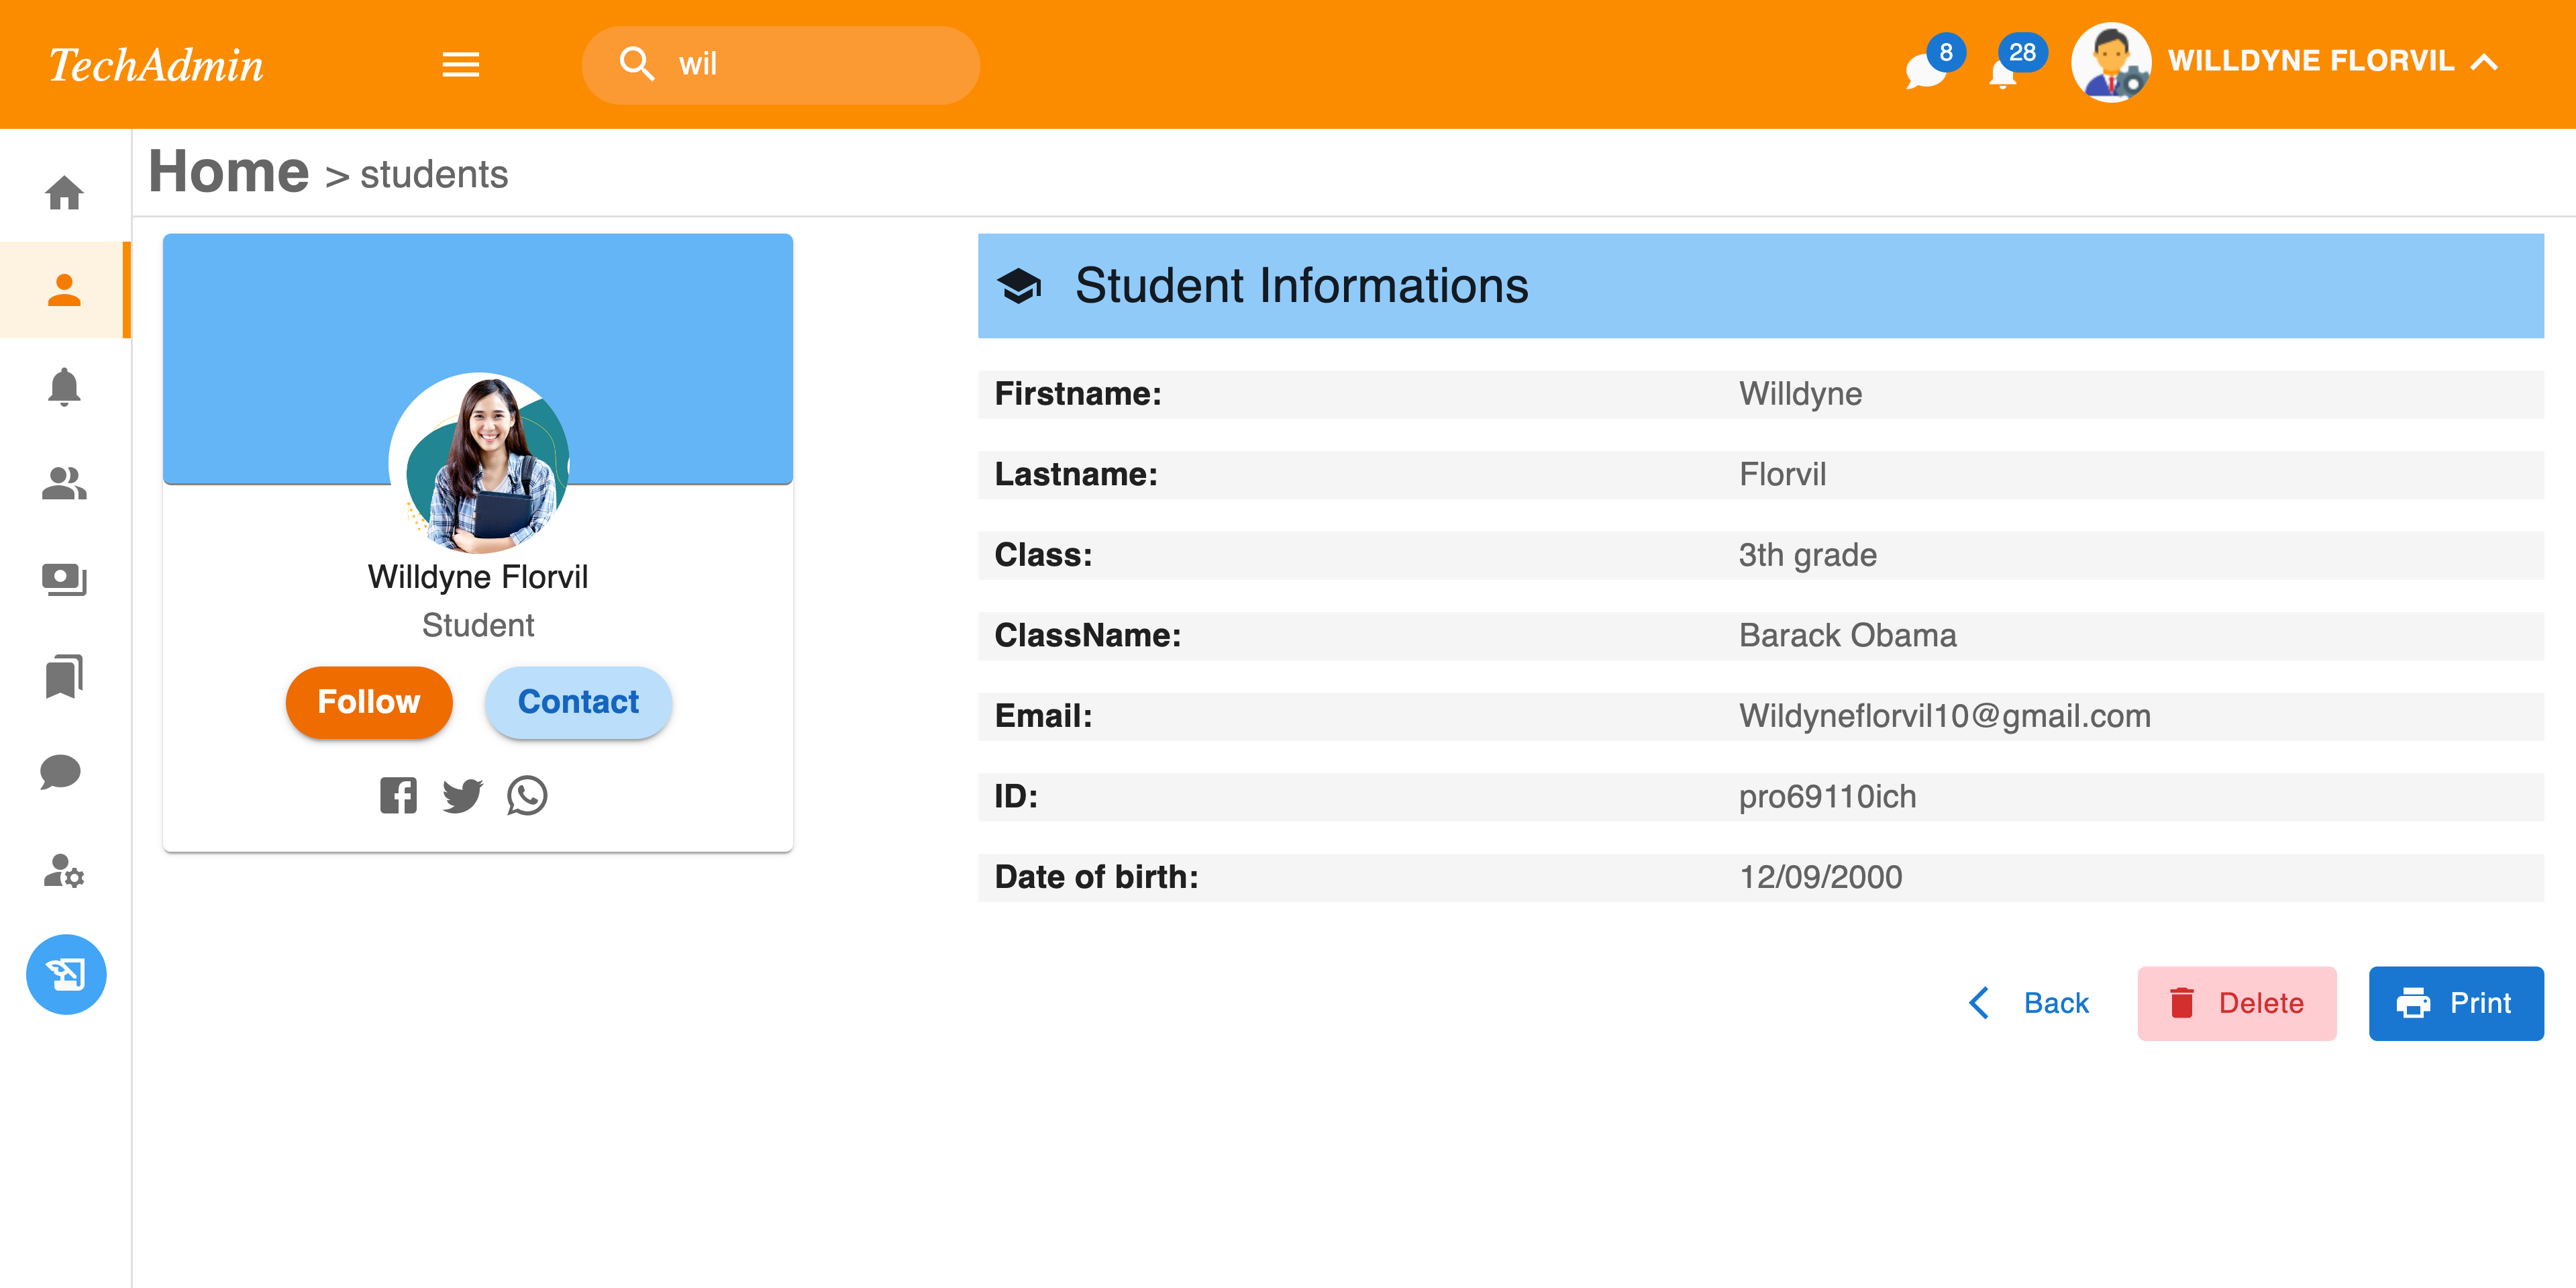 TechAdmin
wil
8
28
WILLDYNE FLORVIL
Home > students
Willdyne Florvil
Student
Follow
Contact
Student Informations
Firstname: Willdyne
Lastname: Florvil
Class: 3th grade
ClassName: Barack Obama
Email: Wildyneflorvil10@gmail.com
ID: pro69110ich
Date of birth: 12/09/2000
Back
Delete
Print